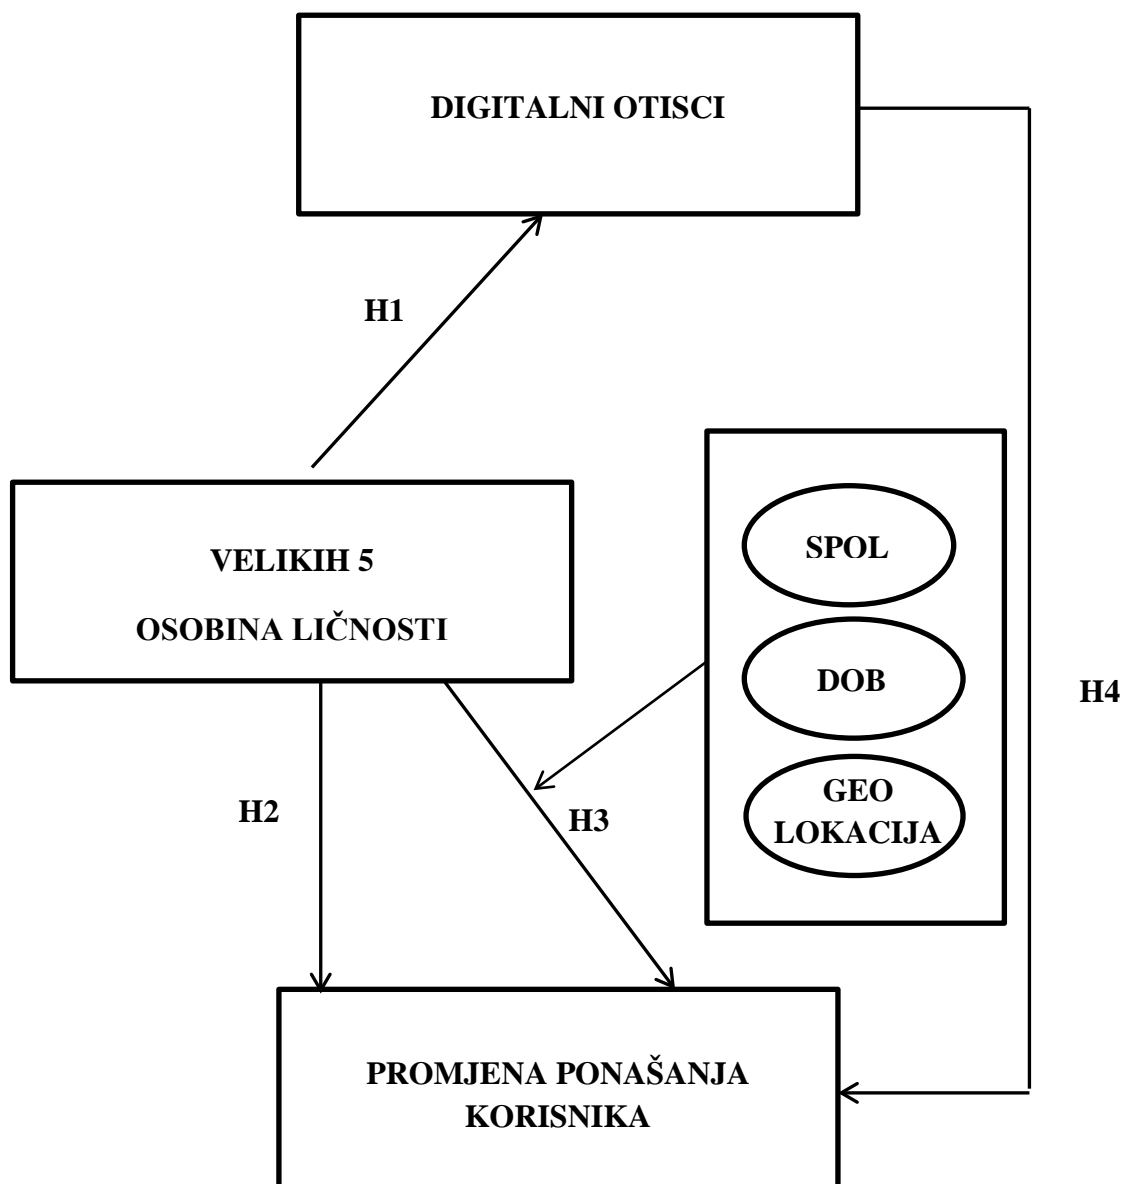 DIGITALNI OTISCI
H1
VELIKIH 5
OSOBINA LIČNOSTI
SPOL
DOB
GEO
LOKACIJA
H4
H2
H3
PROMJENA PONAŠANJA
KORISNIKA